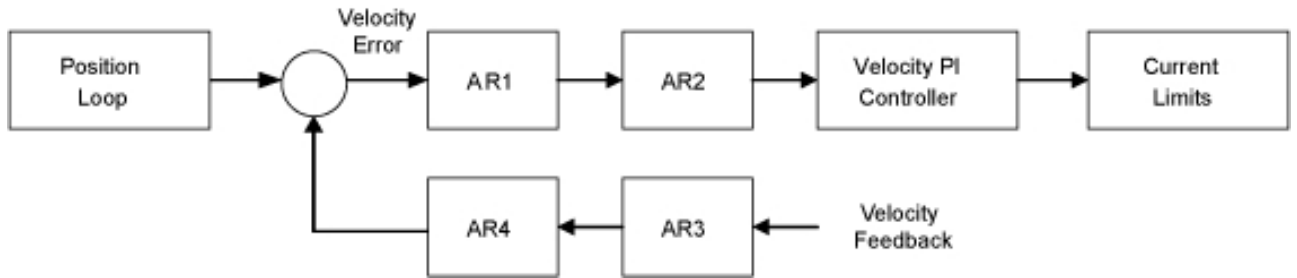 Velocity
Error
Position
Loop
AR1
AR2
Velocity PI
Controller
Current
Limits
AR4
AR3
Velocity
Feedback